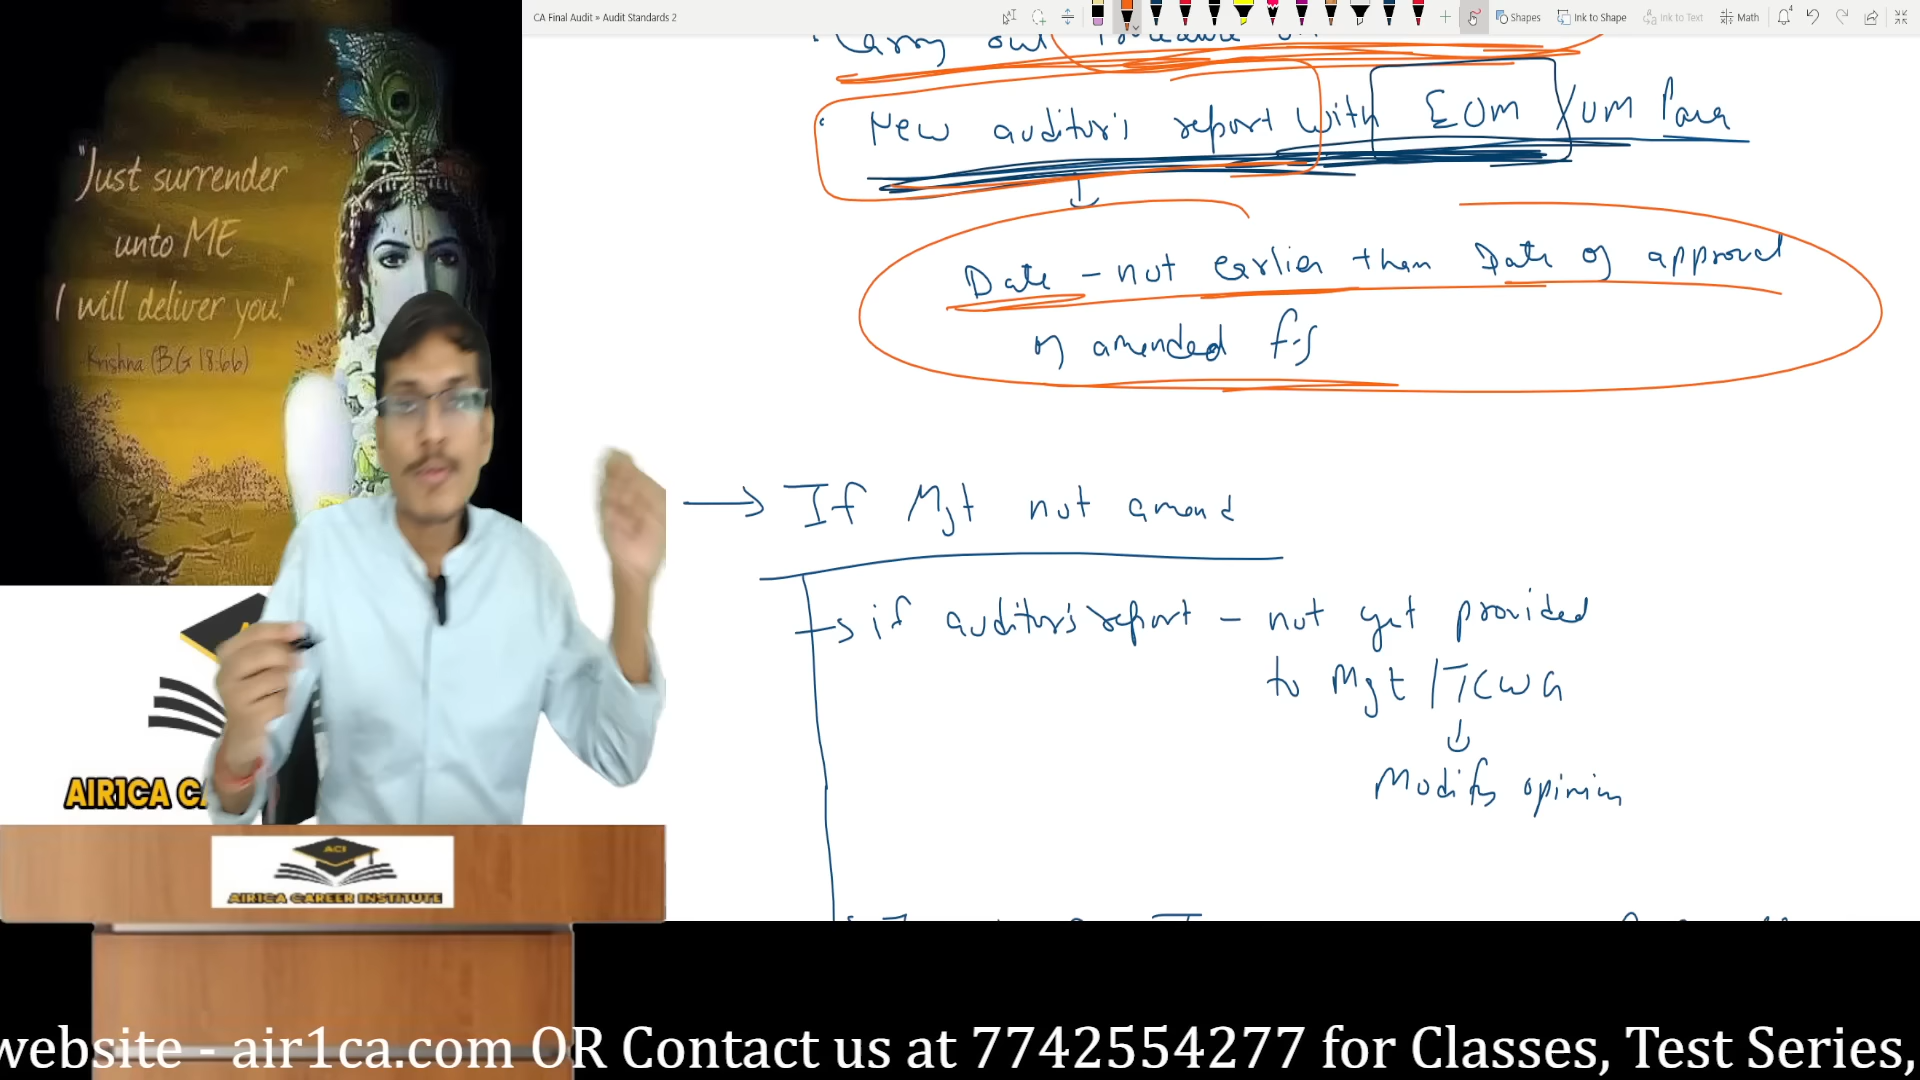 CA Final Audit » Audit Standards 2
Shapes
Ink to Shape
Ink to Text
Math
"Just surrender
unto ME
I will deliver you!"
-Krishna (B.G 18:66)
Carry out
New auditor's report with EOM / OM Para
Date - not earlier than Date of approval
of amended f.s
→ If Mgt not amend
→ if auditor's report - not yet provided
to Mgt / TCWG
Modify opinion
AIR1CA C
ACI
AIR1CA CAREER INSTITUTE
website - air1ca.com OR Contact us at 7742554277 for Classes, Test Series,